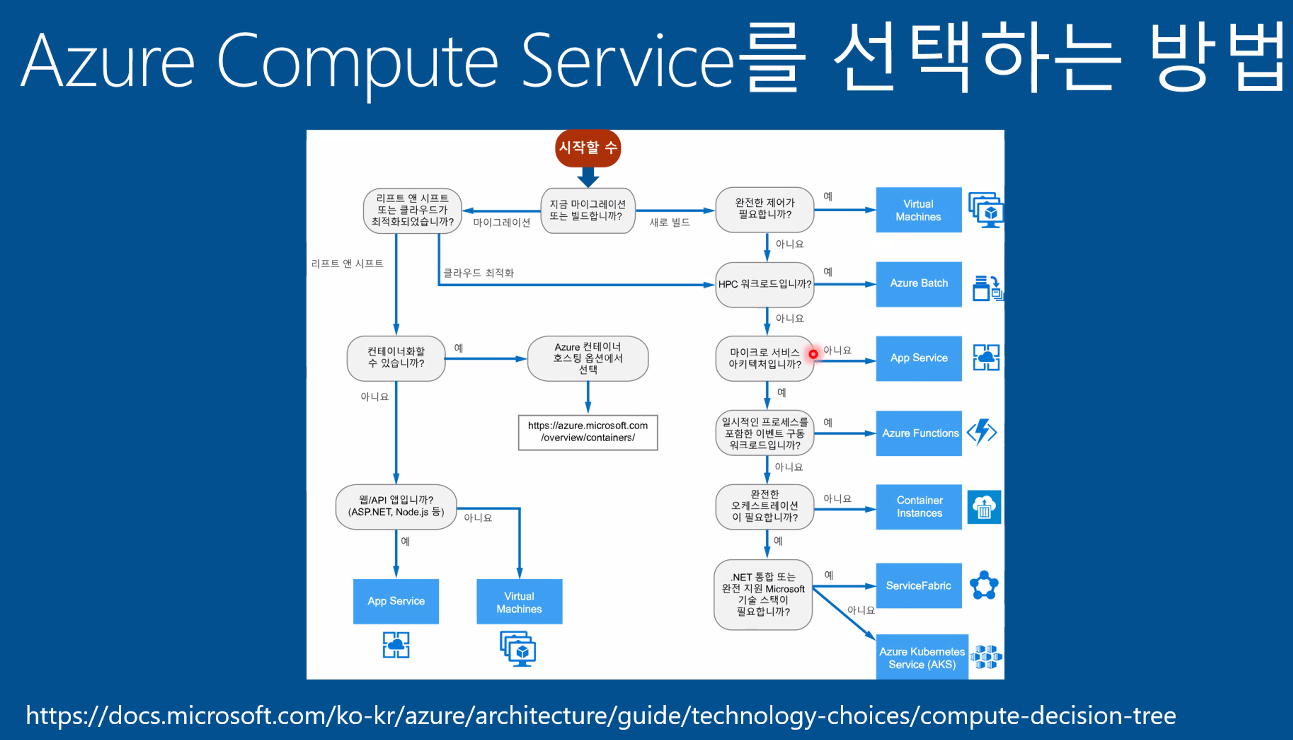 Azure Compute Service를 선택하는 방법
시작할 수
리프트 앤 시프트
또는 클라우드가
최적화되었습니까?
지금 마이그레이션
또는 빌드합니까?
마이그레이션
새로 빌드
완전한 제어가
필요합니까?
예
Virtual
Machines
아니요
리프트 앤 시프트
클라우드 최적화
HPC 워크로드입니까?
예
Azure Batch
아니요
컨테이너화할
수 있습니까?
예
Azure 컨테이너
호스팅 옵션에서
선택
마이크로 서비스
아키텍처입니까?
아니요
App Service
아니요
예
https://azure.microsoft.com
/overview/containers/
일시적인 프로세스를
포함한 이벤트 구동
워크로드입니까?
예
Azure Functions
아니요
웹/API 앱입니까?
(ASP.NET, Node.js 등)
아니요
예
완전한
오케스트레이션
이 필요합니까?
아니요
Container
Instances
예
App Service
Virtual
Machines
.NET 통합 또는
완전 지원 Microsoft
기술 스택이
필요합니까?
예
ServiceFabric
아니요
Azure Kubernetes
Service (AKS)
https://docs.microsoft.com/ko-kr/azure/architecture/guide/technology-choices/compute-decision-tree